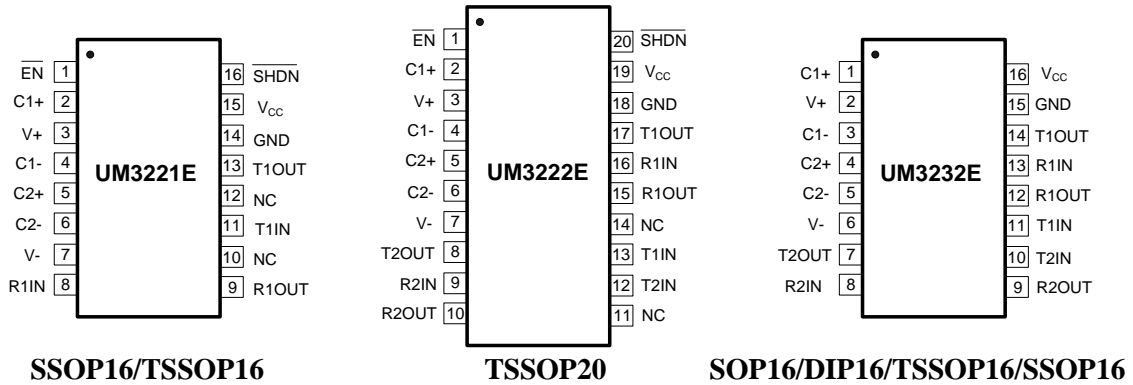 EN 1 16 SHDN
C1+ 2 15 VCC
V+ 3 14 GND
C1- 4 13 T1OUT
C2+ 5 12 NC
C2- 6 11 T1IN
V- 7 10 NC
R1IN 8 9 R1OUT
UM3221E
SSOP16/TSSOP16
EN 1 20 SHDN
C1+ 2 19 VCC
V+ 3 18 GND
C1- 4 17 T1OUT
C2+ 5 16 R1IN
C2- 6 15 R1OUT
V- 7 14 NC
T2OUT 8 13 T1IN
R2IN 9 12 T2IN
R2OUT 10 11 NC
UM3222E
TSSOP20
C1+ 1 16 VCC
V+ 2 15 GND
C1- 3 14 T1OUT
C2+ 4 13 R1IN
C2- 5 12 R1OUT
V- 6 11 T1IN
T2OUT 7 10 T2IN
R2IN 8 9 R2OUT
UM3232E
SOP16/DIP16/TSSOP16/SSOP16